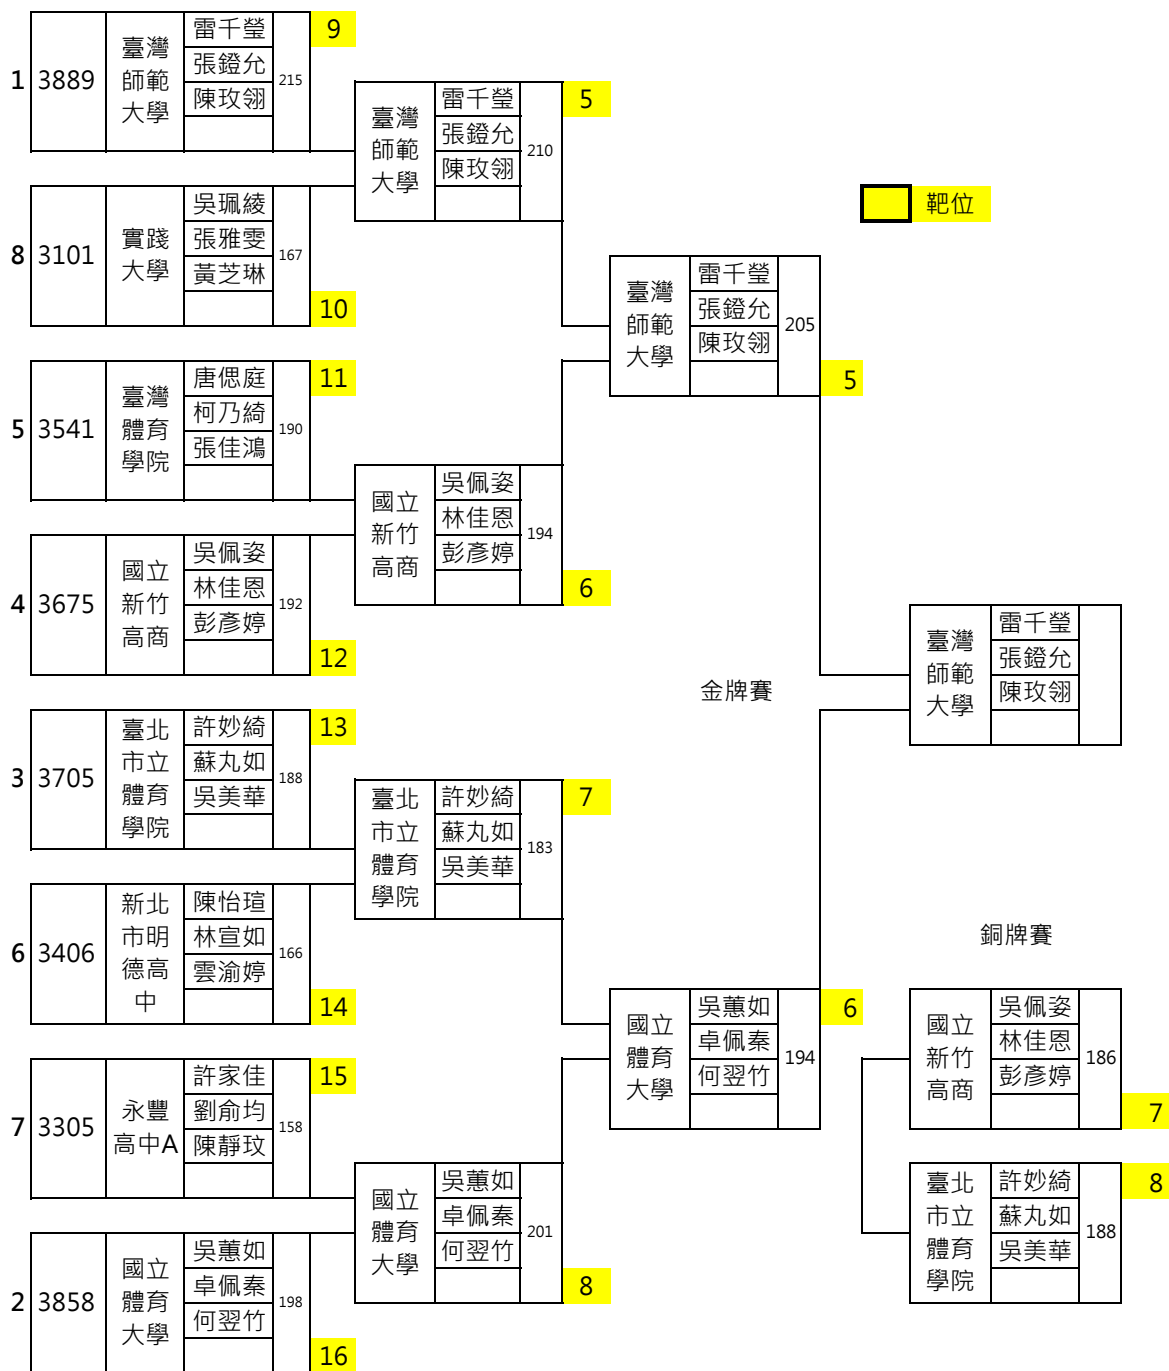 1 3889 臺灣師範大學 雷千瑩 張鐙允 陳玫翎 215 9
8 3101 實踐大學 吳珮綾 張雅雯 黃芝琳 167 10
5 3541 臺灣體育學院 唐偲庭 柯乃綺 張佳鴻 190 11
4 3675 國立新竹高商 吳佩姿 林佳恩 彭彥婷 192 12
3 3705 臺北市立體育學院 許妙綺 蘇丸如 吳美華 188 13
6 3406 新北市明德高中 陳怡瑄 林宣如 雲渝婷 166 14
7 3305 永豐高中A 許家佳 劉俞均 陳靜玟 158 15
2 3858 國立體育大學 吳蕙如 卓佩秦 何翌竹 198 16
臺灣師範大學 雷千瑩 張鐙允 陳玫翎 210 5
國立新竹高商 吳佩姿 林佳恩 彭彥婷 194 6
臺北市立體育學院 許妙綺 蘇丸如 吳美華 183 7
國立體育大學 吳蕙如 卓佩秦 何翌竹 201 8
靶位
臺灣師範大學 雷千瑩 張鐙允 陳玫翎 205 5
國立體育大學 吳蕙如 卓佩秦 何翌竹 194 6
金牌賽
臺灣師範大學 雷千瑩 張鐙允 陳玫翎
銅牌賽
國立新竹高商 吳佩姿 林佳恩 彭彥婷 186 7
臺北市立體育學院 許妙綺 蘇丸如 吳美華 188 8